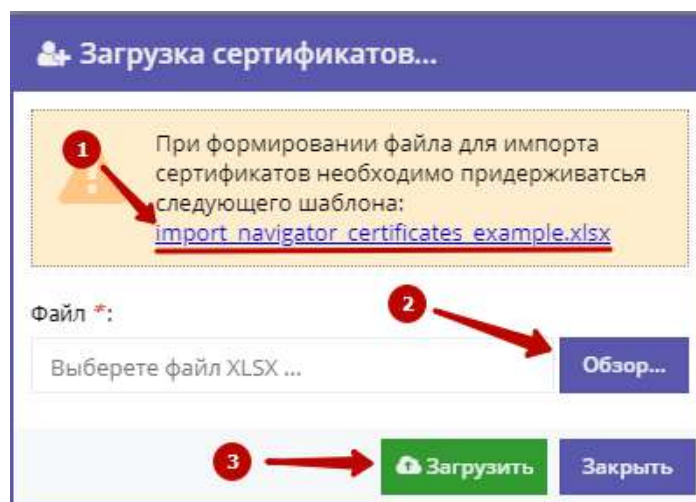 Загрузка сертификатов...
1
При формировании файла для импорта
сертификатов необходимо придерживатсья
следующего шаблона:
import_navigator_certificates_example.xlsx
Файл *:
2
Выберете файл XLSX ...
Обзор...
3
Загрузить
Закрыть